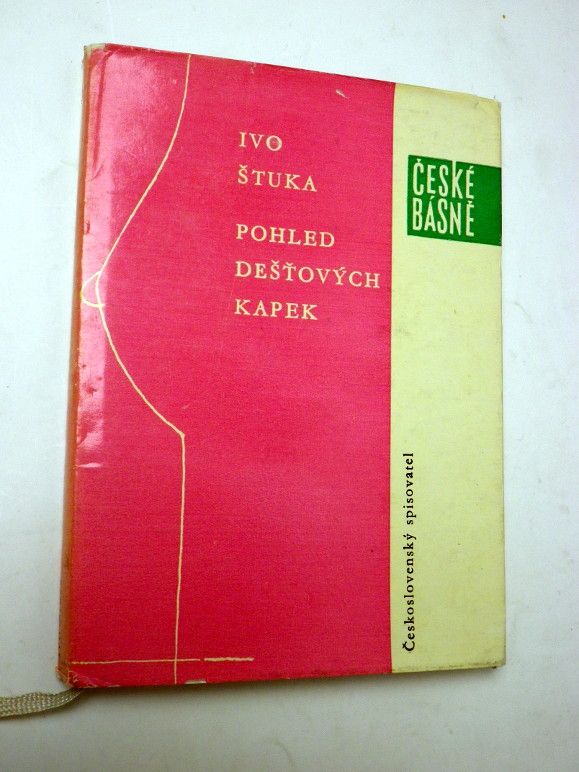 IVO
ŠTUKA
POHLED
DEŠŤOVÝCH
KAPEK
ČESKÉ
BÁSNĚ
Československý spisovatel